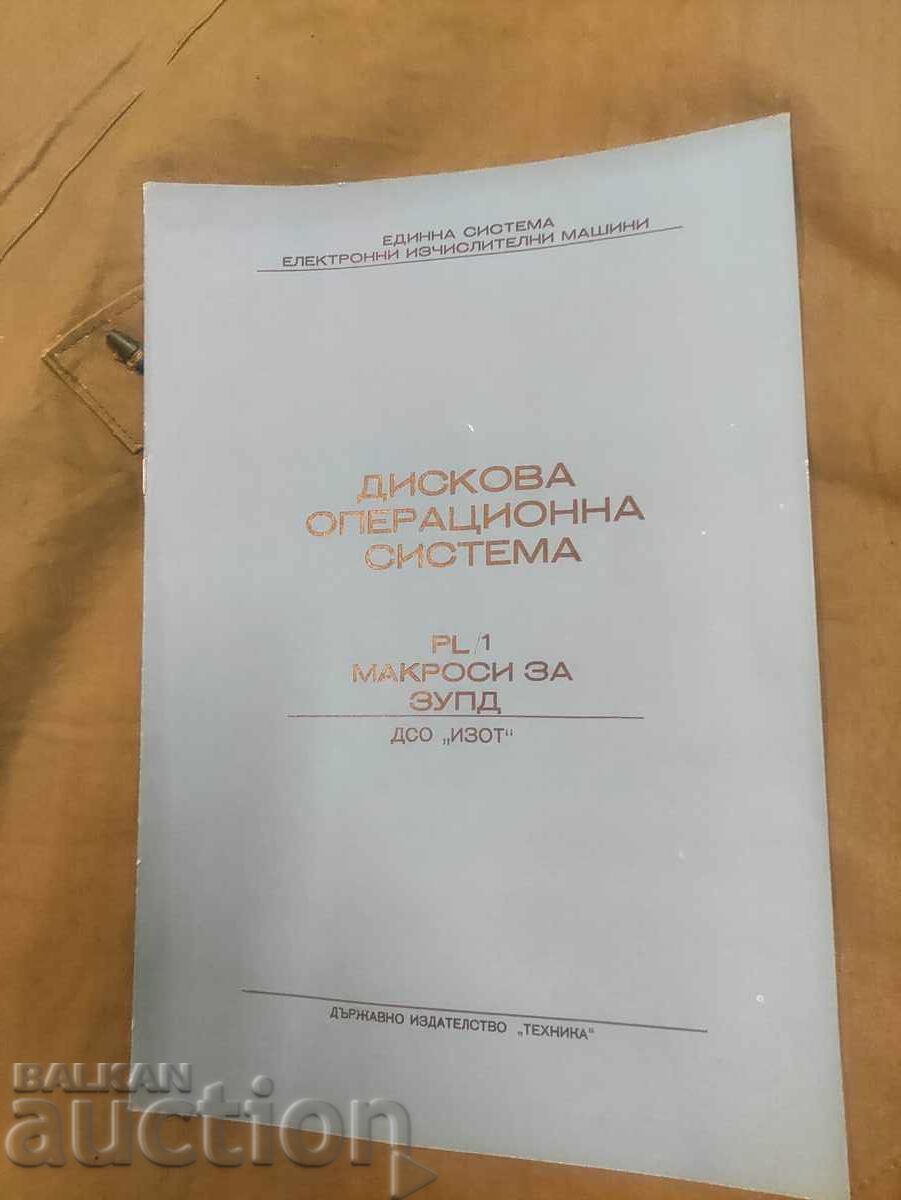 ЕДИННА СИСТЕМА
ЕЛЕКТРОННИ ИЗЧИСЛИТЕЛНИ МАШИНИ
ДИСКОВА
ОПЕРАЦИОННА
СИСТЕМА
PL/1
МАКРОСИ ЗА
ЗУПД
ДСО „ИЗОТ"
ДЪРЖАВНО ИЗДАТЕЛСТВО „ТЕХНИКА"
BALKAN
auction